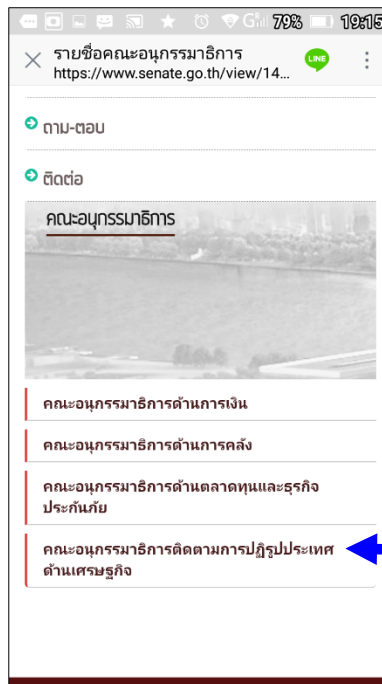 79% 19:15
รายชื่อคณะอนุกรรมาธิการ
LINE
https://www.senate.go.th/view/14...
ถาม-ตอบ
ติดต่อ
คณะอนุกรรมาธิการ
คณะอนุกรรมาธิการด้านการเงิน
คณะอนุกรรมาธิการด้านการคลัง
คณะอนุกรรมาธิการด้านตลาดทุนและธุรกิจ
ประกันภัย
คณะอนุกรรมาธิการติดตามการปฏิรูปประเทศ
ด้านเศรษฐกิจ